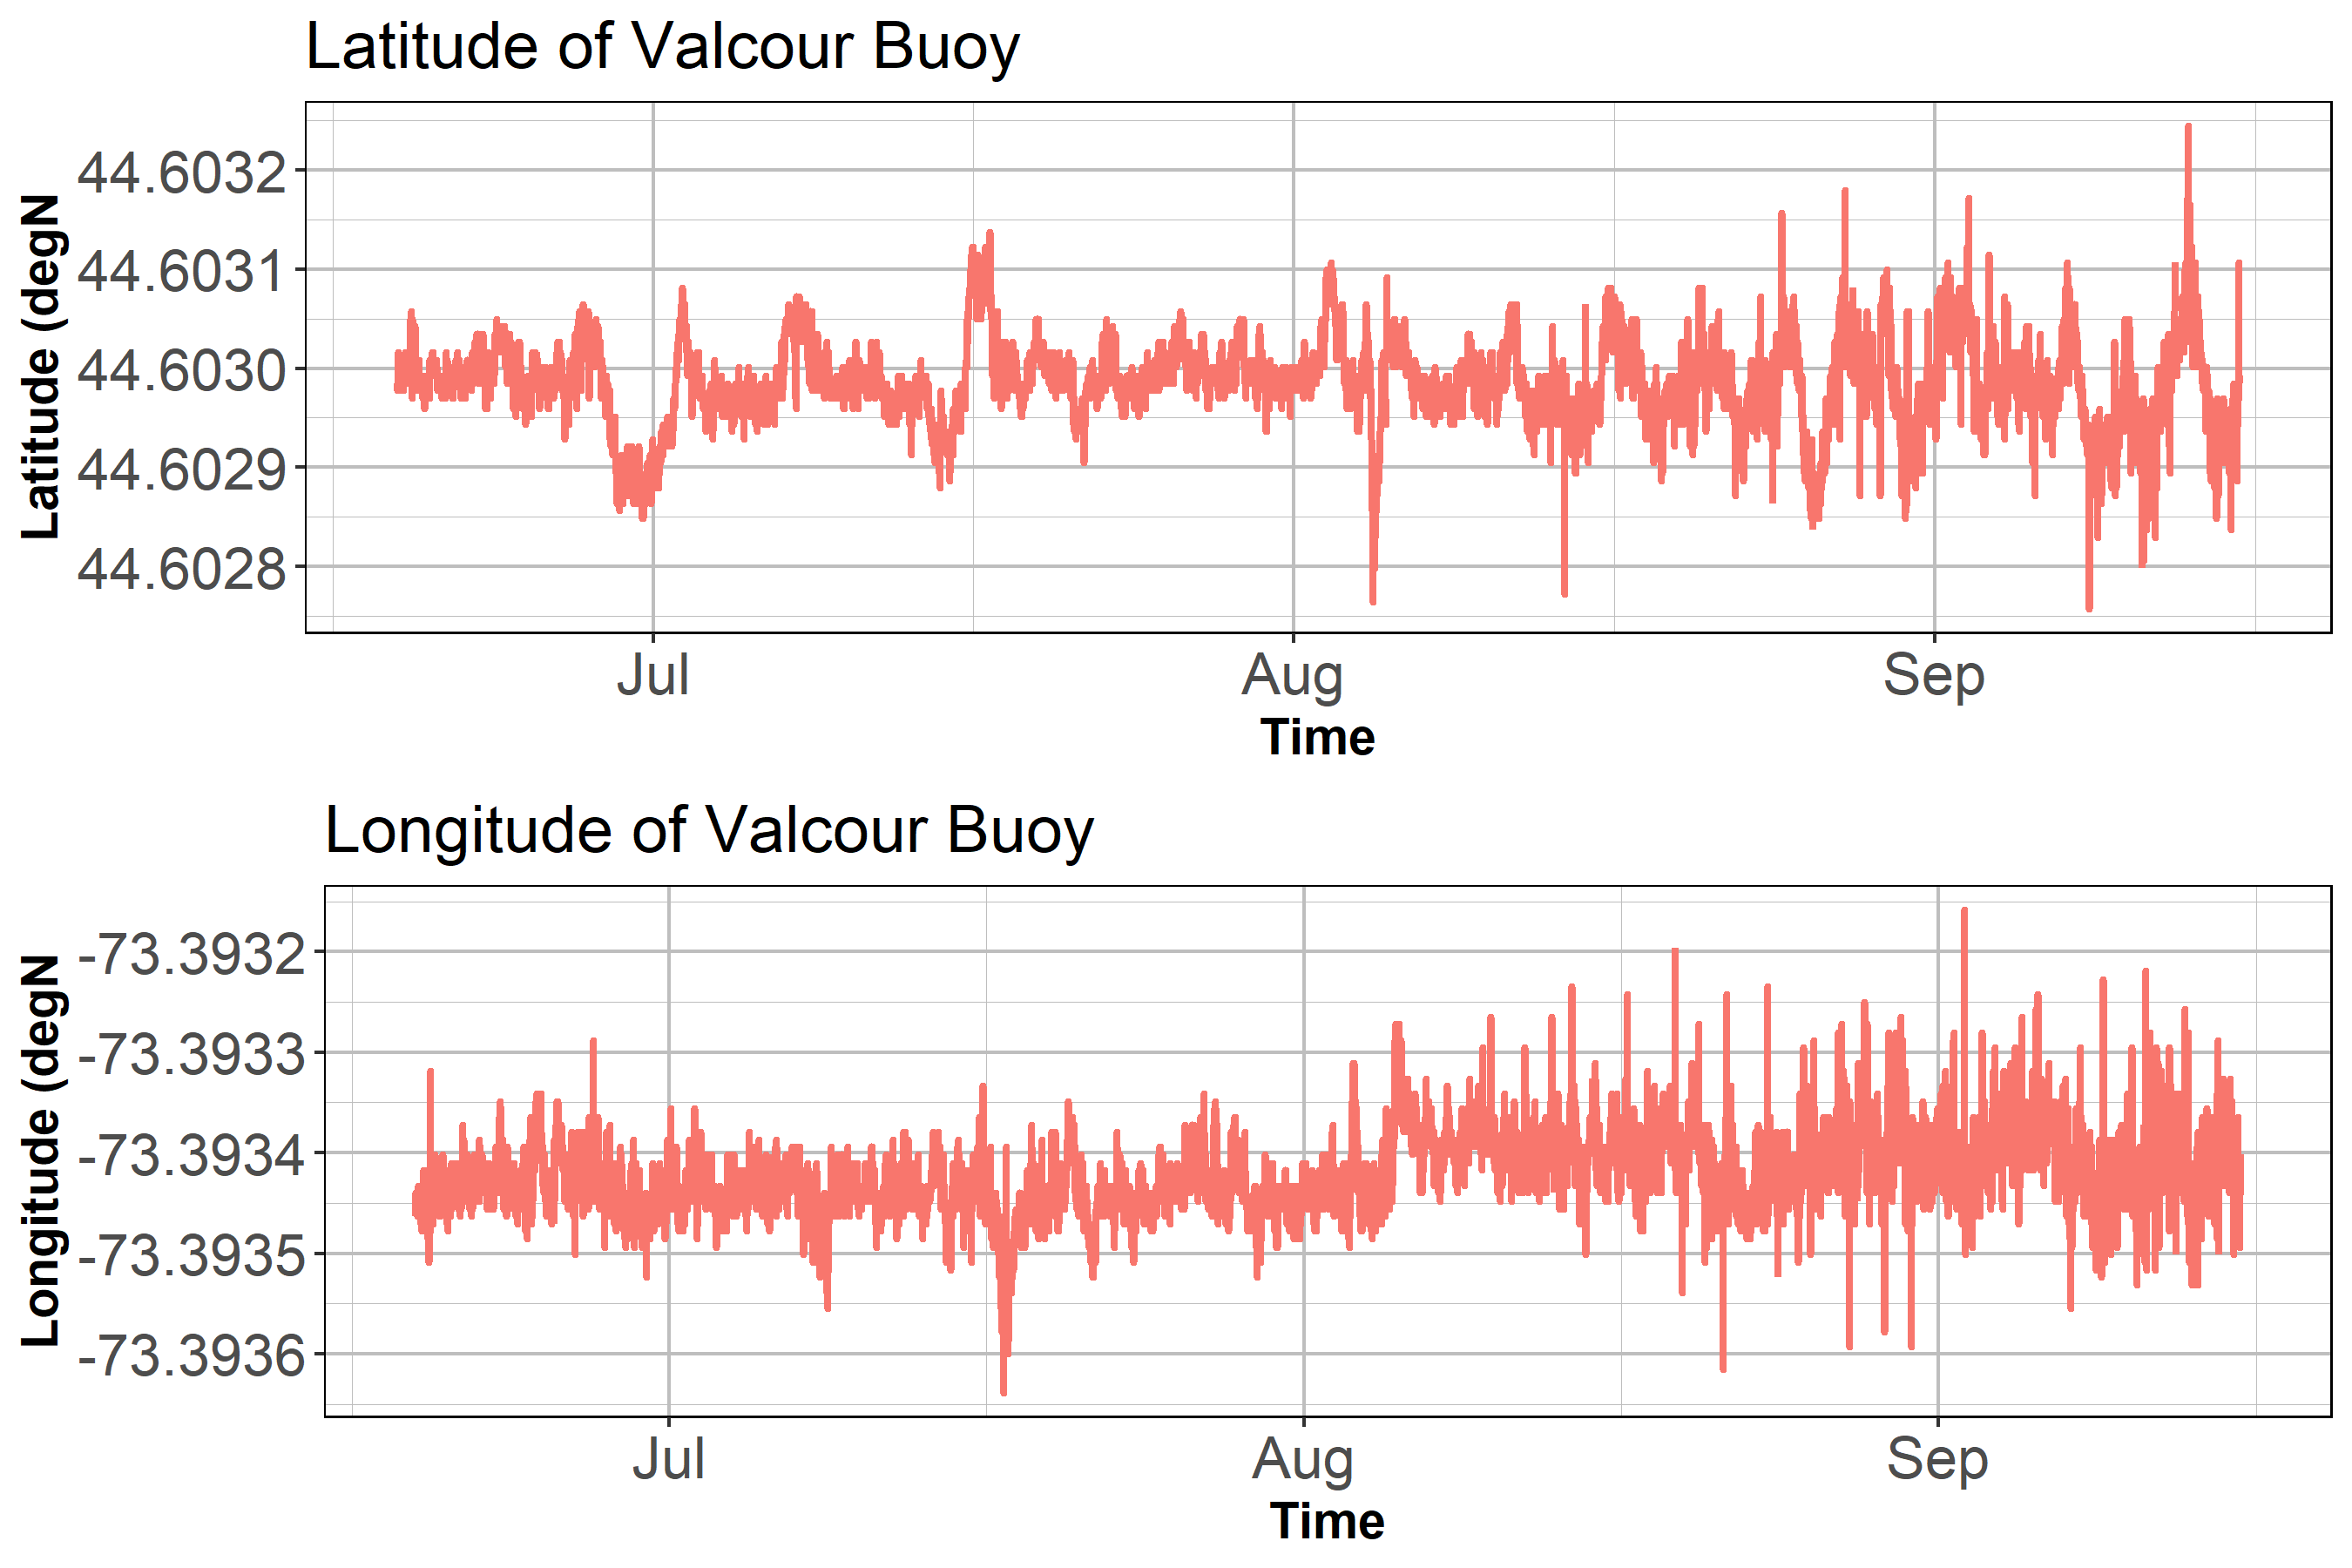 Latitude of Valcour Buoy
Latitude (degN
44.6032
44.6031
44.6030
44.6029
44.6028
Jul Aug Sep
Time
Longitude of Valcour Buoy
Longitude (degN
-73.3932
-73.3933
-73.3934
-73.3935
-73.3936
Jul Aug Sep
Time